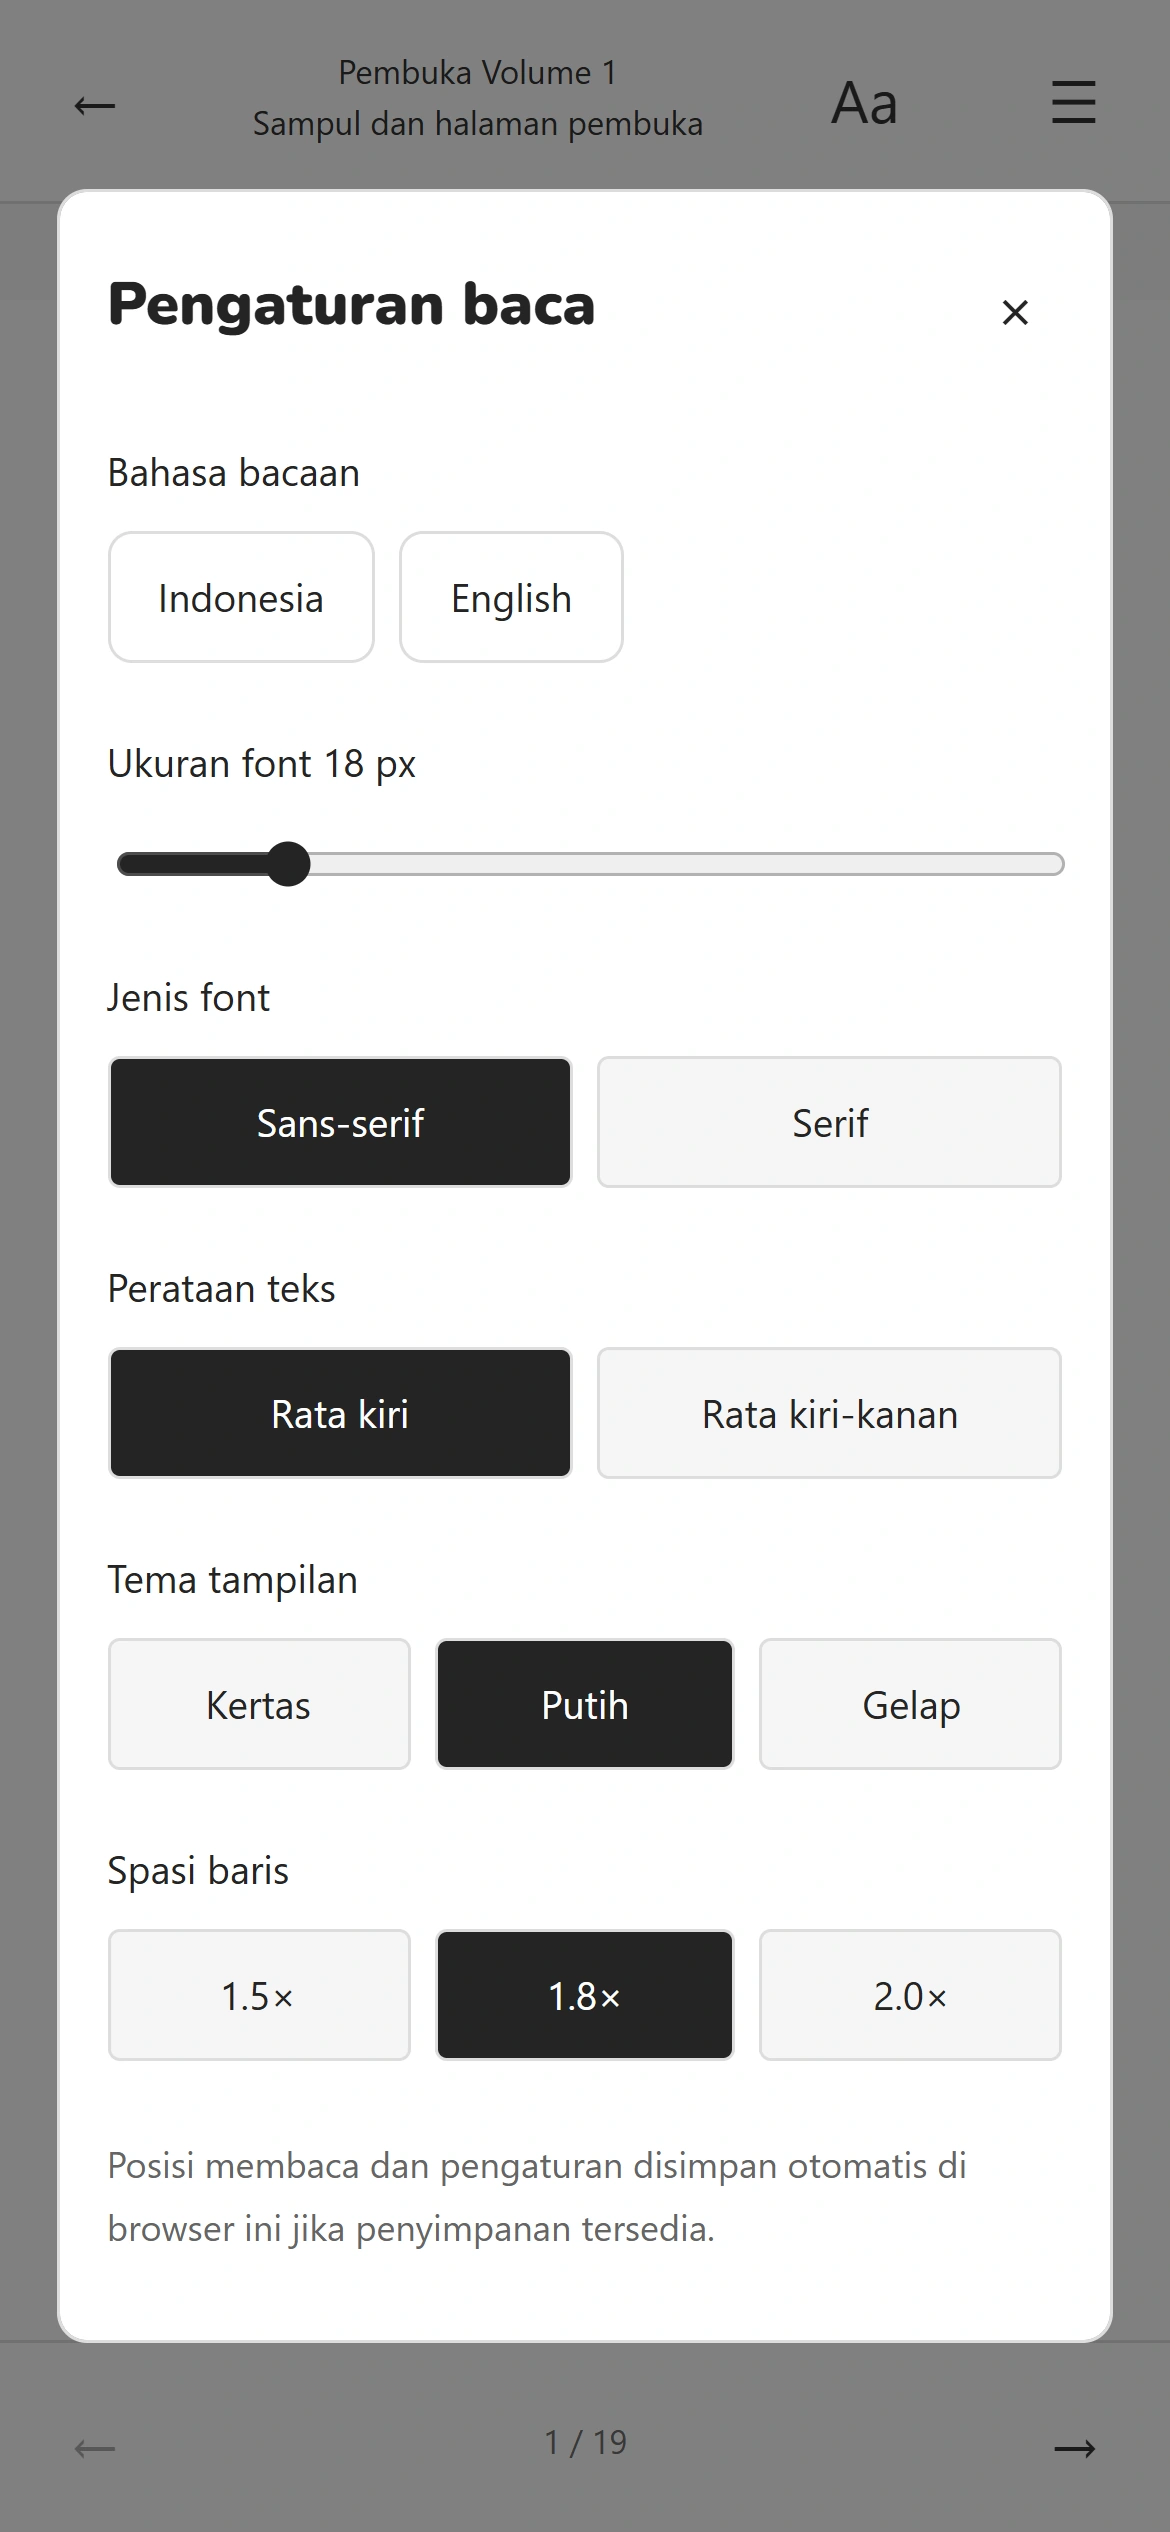 ←
Pembuka Volume 1
Sampul dan halaman pembuka
Aa
☰
Pengaturan baca
×
Bahasa bacaan
Indonesia
English
Ukuran font 18 px
Jenis font
Sans-serif
Serif
Perataan teks
Rata kiri
Rata kiri-kanan
Tema tampilan
Kertas
Putih
Gelap
Spasi baris
1.5×
1.8×
2.0×
Posisi membaca dan pengaturan disimpan otomatis di
browser ini jika penyimpanan tersedia.
←
1 / 19
→